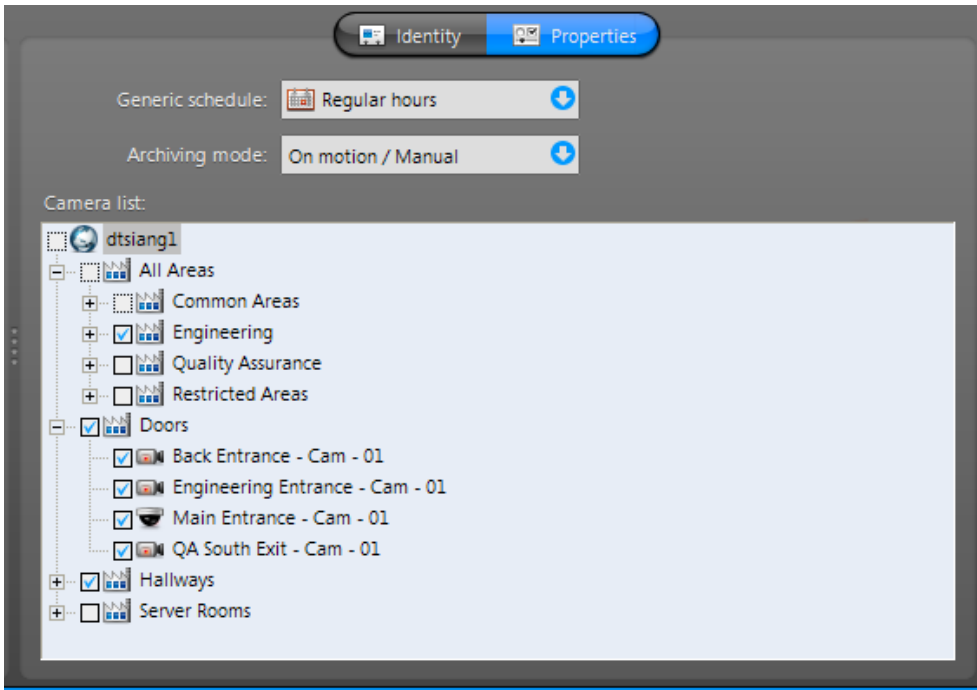 Identity Properties
Generic schedule: Regular hours
Archiving mode: On motion / Manual
Camera list:
dtsiang1
All Areas
Common Areas
Engineering
Quality Assurance
Restricted Areas
Doors
Back Entrance - Cam - 01
Engineering Entrance - Cam - 01
Main Entrance - Cam - 01
QA South Exit - Cam - 01
Hallways
Server Rooms